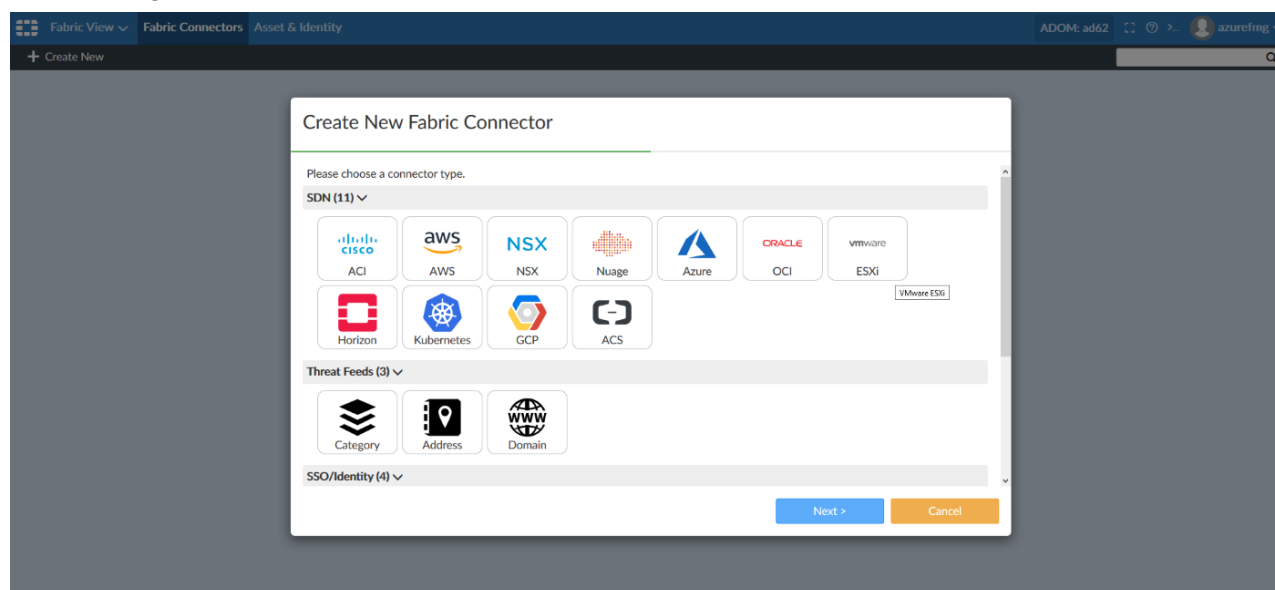 Fabric View Fabric Connectors Asset & Identity ADOM: ad62 azurefmg
+ Create New
Create New Fabric Connector
Please choose a connector type.
SDN (11)
CISCO aws NSX ORACLE vmware
ACI AWS NSX Nuage Azure OCI ESXi
VMware ESXi
Horizon Kubernetes GCP ACS
Threat Feeds (3)
WWW
Category Address Domain
SSO/Identity (4)
Next > Cancel